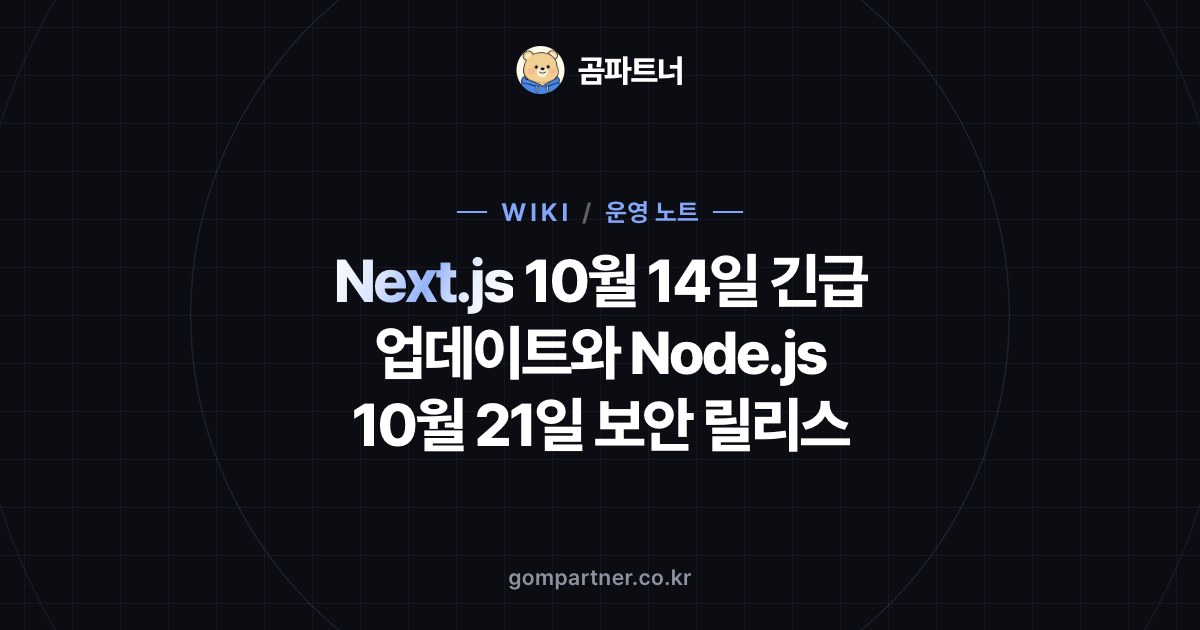 곰파트너
WIKI / 운영 노트
Next.js 10월 14일 긴급
업데이트와 Node.js
10월 21일 보안 릴리스
gompartner.co.kr